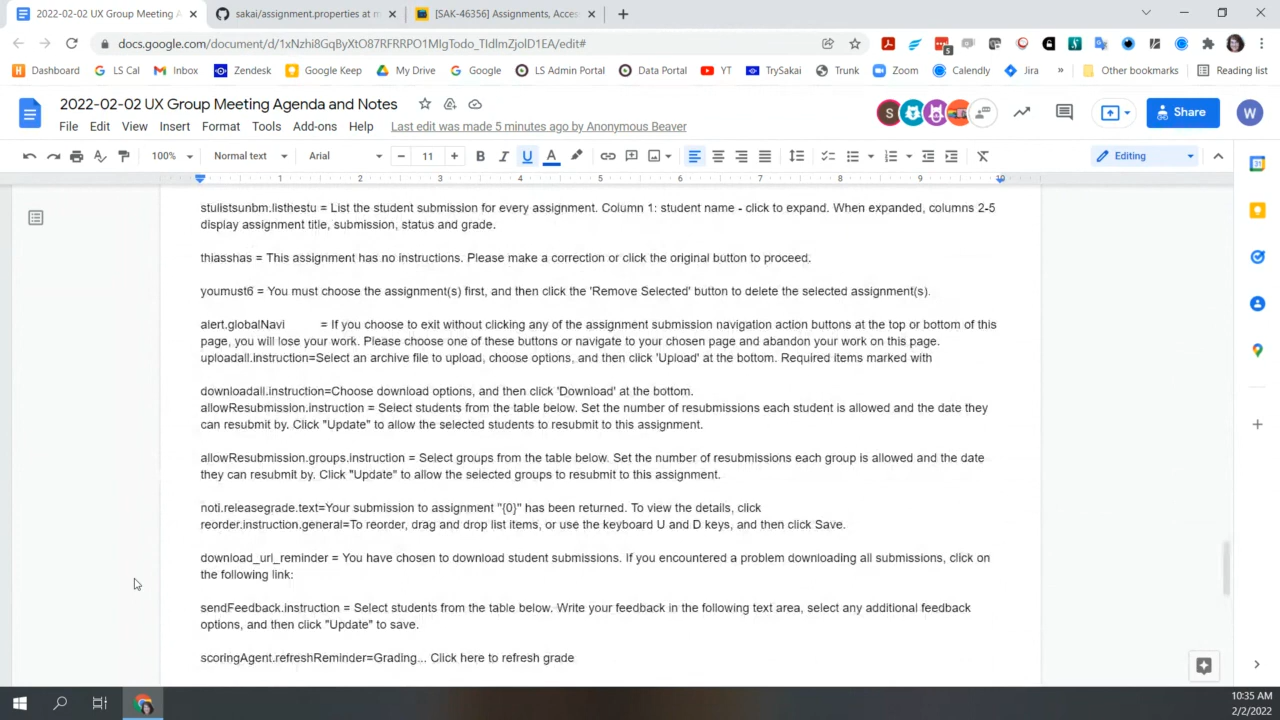 2022-02-02 UX Group Meeting A
sakai/assignment.properties at m
[SAK-46356] Assignments, Acces
docs.google.com/document/d/1xNzhi8GqByXtO87RFRRPO1MIgTodo_TIdlmZjolD1EA/edit#
5
Dashboard
LS Cal
Inbox
Zendesk
Google Keep
My Drive
Google
LS Admin Portal
Data Portal
YT
TrySakai
Trunk
Zoom
Calendly
Jira
»
Other bookmarks
Reading list
2022-02-02 UX Group Meeting Agenda and Notes
S
Share
W
File Edit View Insert Format Tools Add-ons Help
Last edit was made 5 minutes ago by Anonymous Beaver
100%
Normal text
Arial
11
B I U A
Editing
1 2 3 4 5 6 7 8 9 10
stulistsunbm.listhestu = List the student submission for every assignment. Column 1: student name - click to expand. When expanded, columns 2-5
display assignment title, submission, status and grade.
thiasshas = This assignment has no instructions. Please make a correction or click the original button to proceed.
youmust6 = You must choose the assignment(s) first, and then click the 'Remove Selected' button to delete the selected assignment(s).
alert.globalNavi = If you choose to exit without clicking any of the assignment submission navigation action buttons at the top or bottom of this
page, you will lose your work. Please choose one of these buttons or navigate to your chosen page and abandon your work on this page.
uploadall.instruction=Select an archive file to upload, choose options, and then click 'Upload' at the bottom. Required items marked with
downloadall.instruction=Choose download options, and then click 'Download' at the bottom.
allowResubmission.instruction = Select students from the table below. Set the number of resubmissions each student is allowed and the date they
can resubmit by. Click "Update" to allow the selected students to resubmit to this assignment.
allowResubmission.groups.instruction = Select groups from the table below. Set the number of resubmissions each group is allowed and the date
they can resubmit by. Click "Update" to allow the selected groups to resubmit to this assignment.
noti.releasegrade.text=Your submission to assignment "{0}" has been returned. To view the details, click
reorder.instruction.general=To reorder, drag and drop list items, or use the keyboard U and D keys, and then click Save.
download_url_reminder = You have chosen to download student submissions. If you encountered a problem downloading all submissions, click on
the following link:
sendFeedback.instruction = Select students from the table below. Write your feedback in the following text area, select any additional feedback
options, and then click "Update" to save.
scoringAgent.refreshReminder=Grading... Click here to refresh grade
10:35 AM
2/2/2022